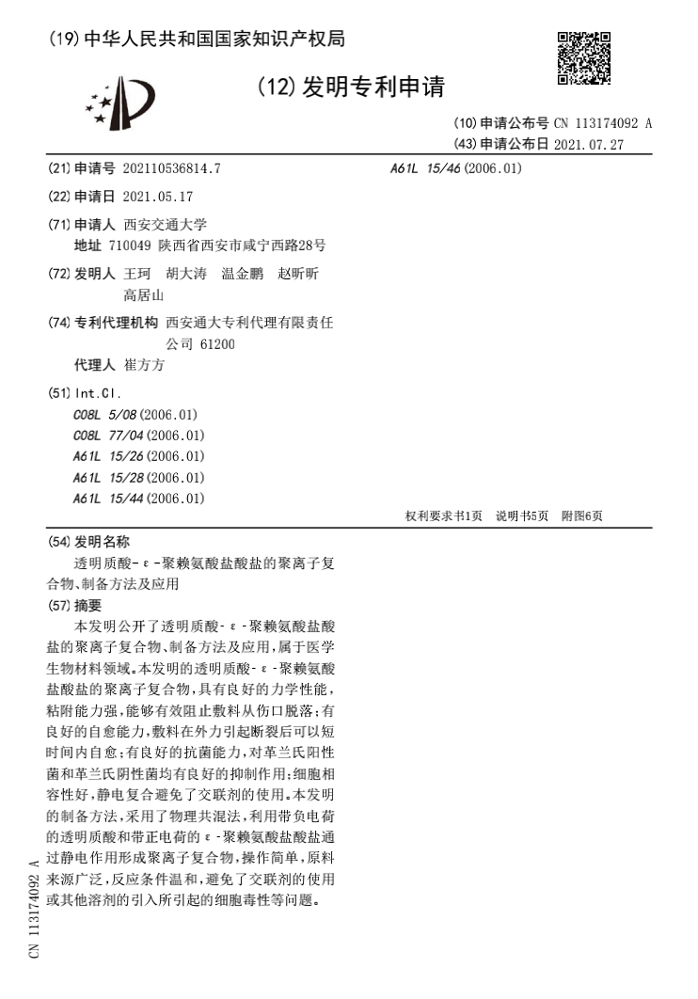 (19)中华人民共和国国家知识产权局
(12)发明专利申请
(10)申请公布号 CN 113174092 A
(43)申请公布日 2021.07.27
(21)申请号 202110536814.7
(22)申请日 2021.05.17
(71)申请人 西安交通大学
地址 710049 陕西省西安市咸宁西路28号
(72)发明人 王珂 胡大涛 温金鹏 赵昕昕
高居山
(74)专利代理机构 西安通大专利代理有限责任
公司 61200
代理人 崔方方
(51)Int.Cl.
C08L 5/08(2006.01)
C08L 77/04(2006.01)
A61L 15/26(2006.01)
A61L 15/28(2006.01)
A61L 15/44(2006.01)
A61L 15/46(2006.01)
权利要求书1页 说明书5页 附图6页
(54)发明名称
透明质酸-ε-聚赖氨酸盐酸盐的聚离子复
合物、制备方法及应用
(57)摘要
本发明公开了透明质酸-ε-聚赖氨酸盐酸
盐的聚离子复合物、制备方法及应用,属于医学
生物材料领域。本发明的透明质酸-ε-聚赖氨酸
盐酸盐的聚离子复合物,具有良好的力学性能,
粘附能力强,能够有效阻止敷料从伤口脱落;有
良好的自愈能力,敷料在外力引起断裂后可以短
时间内自愈;有良好的抗菌能力,对革兰氏阳性
菌和革兰氏阴性菌均有良好的抑制作用;细胞相
容性好,静电复合避免了交联剂的使用。本发明
的制备方法,采用了物理共混法,利用带负电荷
的透明质酸和带正电荷的ε-聚赖氨酸盐酸盐通
过静电作用形成聚离子复合物,操作简单,原料
来源广泛,反应条件温和,避免了交联剂的使用
或其他溶剂的引入所引起的细胞毒性等问题。
CN 113174092 A